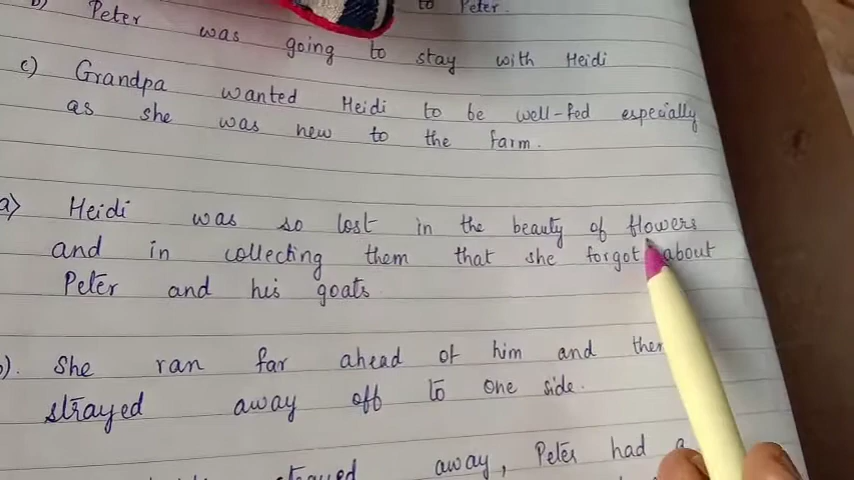 b) Peter to Peter.
was going to stay with Heidi
c) Grandpa wanted Heidi to be well-fed especially
as she was new to the farm.
a) Heidi was so lost in the beauty of flowers
and in collecting them that she forgot about
Peter and his goats
b). She ran far ahead of him and then
strayed away off to one side.
strayed away, Peter had a